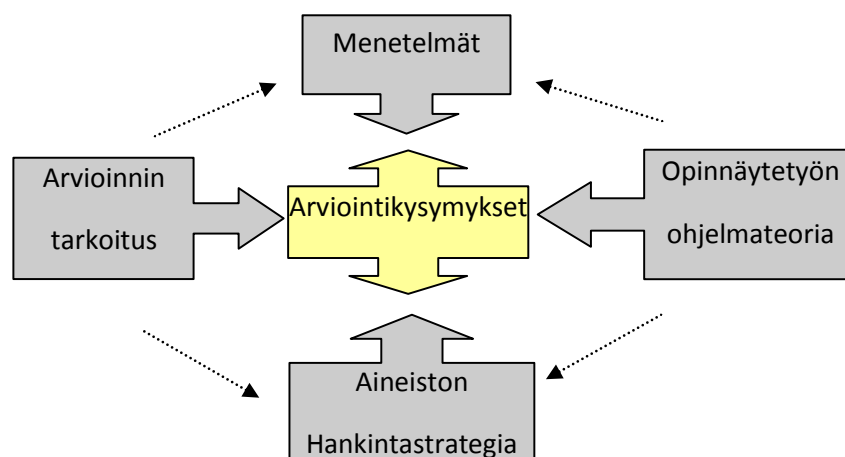 Menetelmät
Arvioinnin
tarkoitus
Arviointikysymykset
Opinnäytetyön
ohjelmateoria
Aineiston
Hankintastrategia